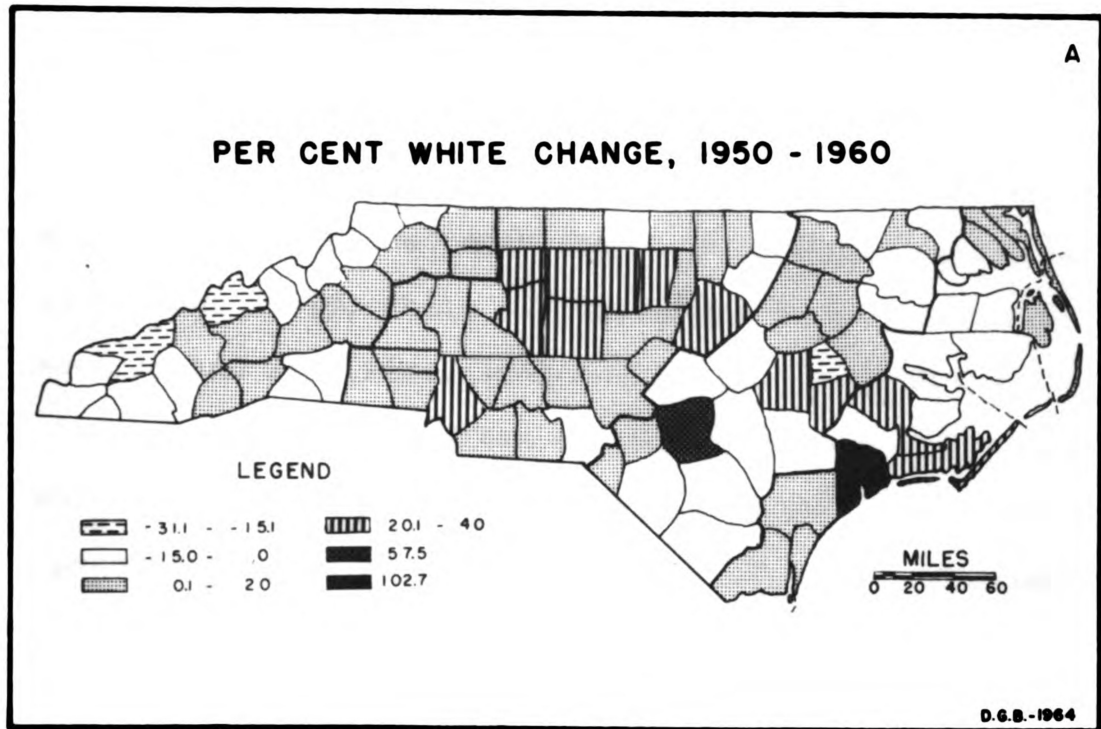 A
PER CENT WHITE CHANGE, 1950 - 1960
LEGEND
- 31.1 - - 15.1
- 15.0 - .0
0.1 - 20
20.1 - 40
57.5
102.7
MILES
0 20 40 60
D.G.B.-1964